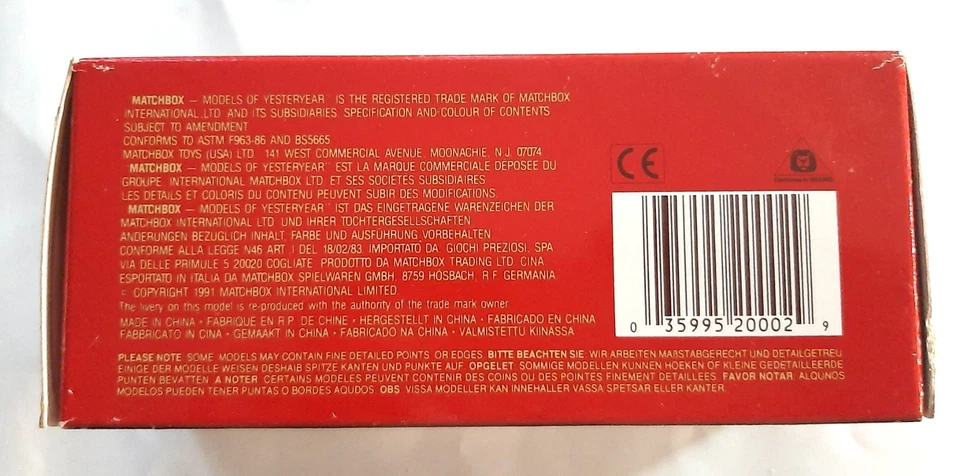 MATCHBOX — MODELS OF YESTERYEAR" IS THE REGISTERED TRADE MARK OF MATCHBOX
INTERNATIONAL LTD. AND ITS SUBSIDIARIES. SPECIFICATION AND COLOUR OF CONTENTS
SUBJECT TO AMENDMENT
CONFORMS TO ASTM F963-86 AND BS5665
MATCHBOX TOYS (USA) LTD. 141 WEST COMMERCIAL AVENUE, MOONACHIE, N.J. 07074.
MATCHBOX — MODELS OF YESTERYEAR" EST LA MARQUE COMMERCIALE DEPOSEE DU
GROUPE. INTERNATIONAL MATCHBOX LTD. ET SES SOCIETES SUBSIDIAIRES
LES DETAILS ET COLORIS DU CONTENU PEUVENT SUBIR DES MODIFICATIONS
MATCHBOX — MODELS OF YESTERYEAR" IST DAS EINGETRAGENE WARENZEICHEN DER
MATCHBOX INTERNATIONAL LTD. UND IHRER TOCHTERGESELLSCHAFTEN
ÄNDERUNGEN BEZUGLICH INHALT, FARBE UND AUSFÜHRUNG VORBEHALTEN
CONFORME ALLA LEGGE N46 ART 1 DEL 18/02/83. IMPORTATO DA: GIOCHI PREZIOSI, SPA
VIA DELLE PRIMULE 5 20020 COGLIATE. PRODOTTO DA MATCHBOX TRADING LTD. CINA
ESPORTATO IN ITALIA DA MATCHBOX SPIELWAREN GMBH, 8759 HÖSBACH, R.F. GERMANIA.
© COPYRIGHT 1991 MATCHBOX INTERNATIONAL LIMITED
The livery on this model is re-produced with the authority of the trade mark owner
MADE IN CHINA • FABRIQUE EN R.P. DE CHINE • HERGESTELLT IN CHINA • FABRICADO EN CHINA
FABBRICATO IN CINA • GEMAAKT IN CHINA • FABRICADO NA CHINA • VALMISTETTU KIINASSA
PLEASE NOTE SOME MODELS MAY CONTAIN FINE DETAILED POINTS OR EDGES. BITTE BEACHTEN SIE WIR ARBEITEN MAßSTABGERECHT UND DETAILGETREU
EINIGE DER MODELLE WEISEN DESHAIB SPITZE KANTEN UND PUNKTE AUF. OPGELET SOMMIGE MODELLEN KUNNEN HOEKEN OF KLEINE GEDETAILLEERDE
PUNTEN BEVATTEN. A NOTER CERTAINS MODELES PEUVENT CONTENIR DES COINS OU DES POINTES FINEMENT DETAILLEES. FAVOR NOTAR, ALQUNOS
MODELOS PUEDEN TENER PUNTAS O BORDES AQUDOS. OBS VISSA MODELLER KAN INNEHALLER VASSA SPETSAR ELLER KANTER.
CE
0 35995 20002 9